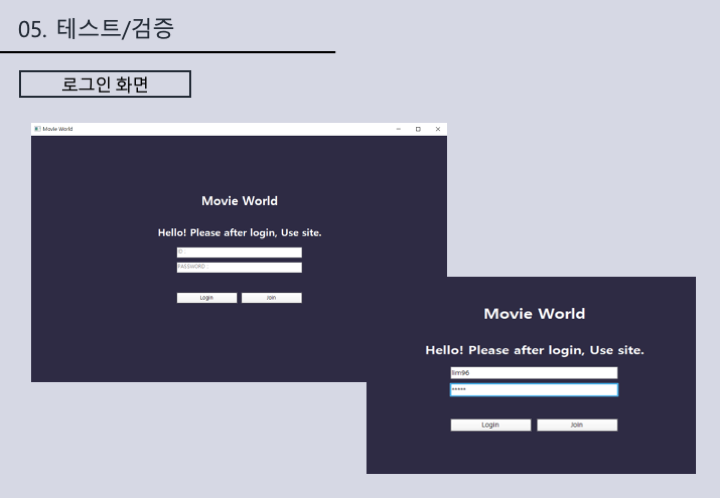 05. 테스트/검증
로그인 화면
Movie World
Movie World
Hello! Please after login, Use site.
ID
PASSWORD
Login
Join
Movie World
Hello! Please after login, Use site.
lim96
*****
Login
Join